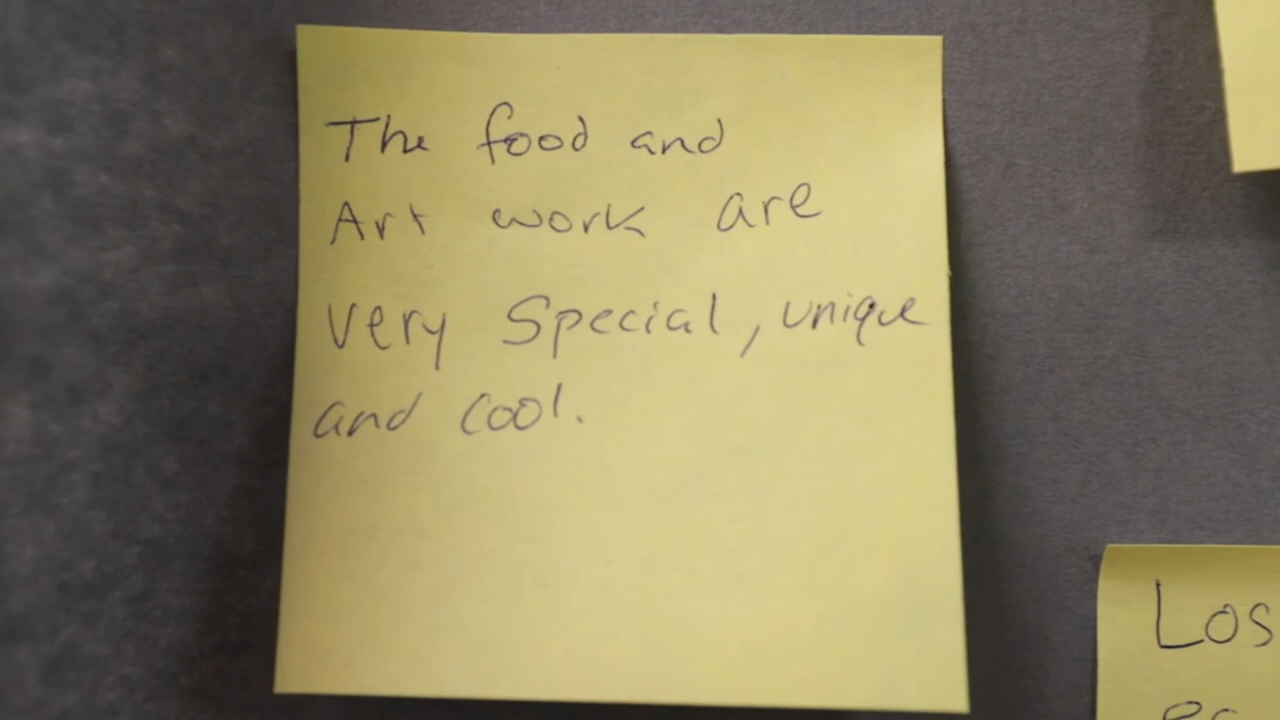 The food and
Art work are
very Special, unique
and cool.
Los